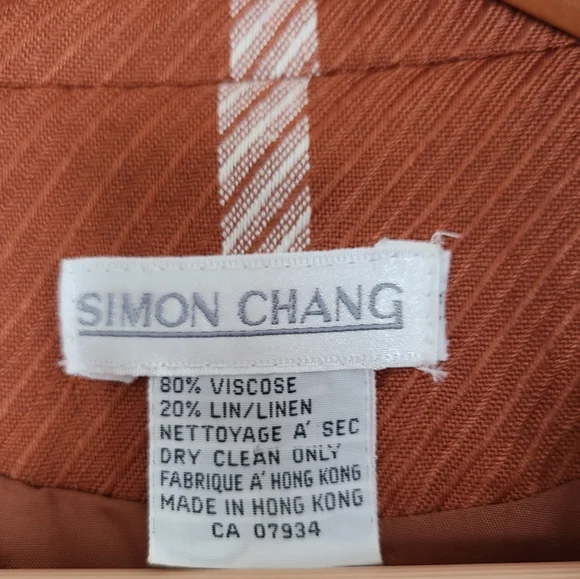 SIMON CHANG
80% VISCOSE
20% LIN/LINEN
NETTOYAGE A' SEC
DRY CLEAN ONLY
FABRIQUE A' HONG KONG
MADE IN HONG KONG
CA 07934